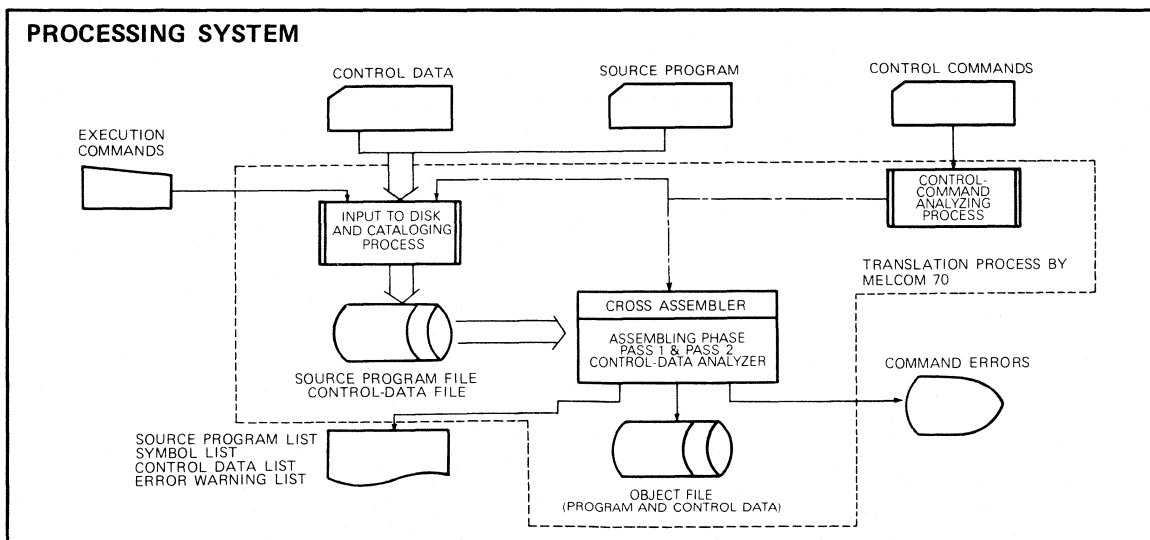 PROCESSING SYSTEM
CONTROL DATA
SOURCE PROGRAM
CONTROL COMMANDS
EXECUTION
COMMANDS
INPUT TO DISK
AND CATALOGING
PROCESS
CONTROL-
COMMAND
ANALYZING
PROCESS
TRANSLATION PROCESS BY
MELCOM 70
CROSS ASSEMBLER
ASSEMBLING PHASE
PASS 1 & PASS 2
CONTROL-DATA ANALYZER
SOURCE PROGRAM FILE
CONTROL-DATA FILE
COMMAND ERRORS
SOURCE PROGRAM LIST
SYMBOL LIST
CONTROL DATA LIST
ERROR WARNING LIST
OBJECT FILE
(PROGRAM AND CONTROL DATA)